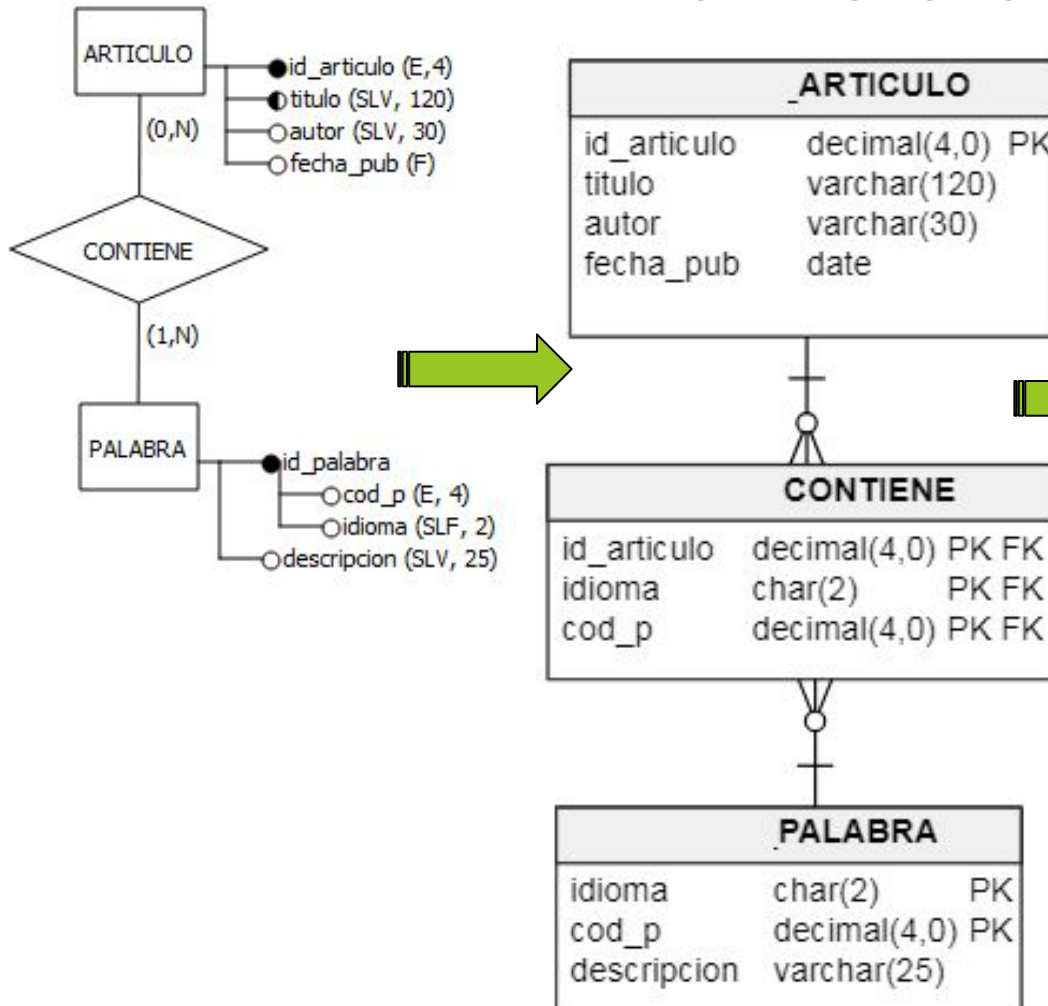 ARTICULO
id_articulo (E,4)
titulo (SLV, 120)
autor (SLV, 30)
fecha_pub (F)
(0,N)
CONTIENE
(1,N)
PALABRA
id_palabra
cod_p (E, 4)
idioma (SLF, 2)
descripcion (SLV, 25)
_ARTICULO
id_articulo decimal(4,0) PK
titulo varchar(120)
autor varchar(30)
fecha_pub date
CONTIENE
id_articulo decimal(4,0) PK FK
idioma char(2) PK FK
cod_p decimal(4,0) PK FK
PALABRA
idioma char(2) PK
cod_p decimal(4,0) PK
descripcion varchar(25)